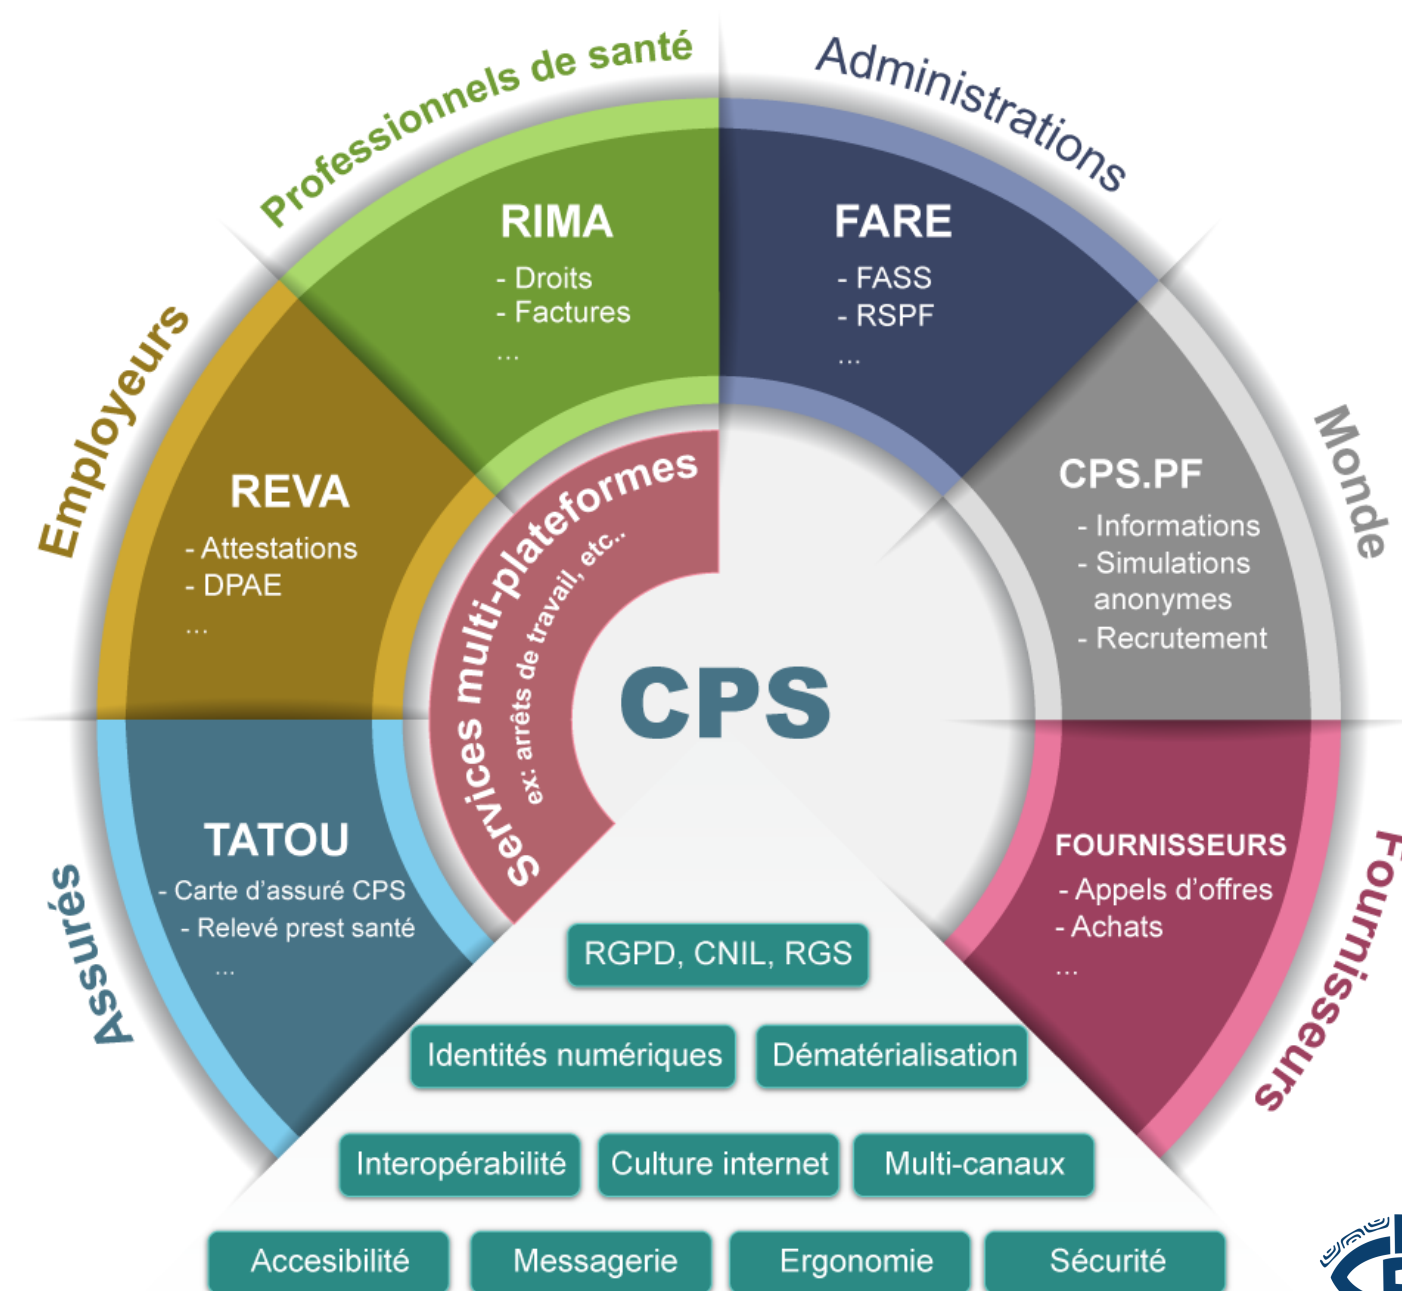 Professionnels de santé
Administrations
Employeurs
Monde
Assurés
Fournisseurs
RIMA
- Droits
- Factures
...
FARE
- FASS
- RSPF
...
REVA
- Attestations
- DPAE
...
CPS.PF
- Informations
- Simulations
anonymes
- Recrutement
TATOU
- Carte d'assuré CPS
- Relevé prest santé
...
FOURNISSEURS
- Appels d'offres
- Achats
...
Services multi-plateformes
ex: arrêts de travail, etc..
CPS
RGPD, CNIL, RGS
Identités numériques
Dématérialisation
Interopérabilité
Culture internet
Multi-canaux
Accesibilité
Messagerie
Ergonomie
Sécurité